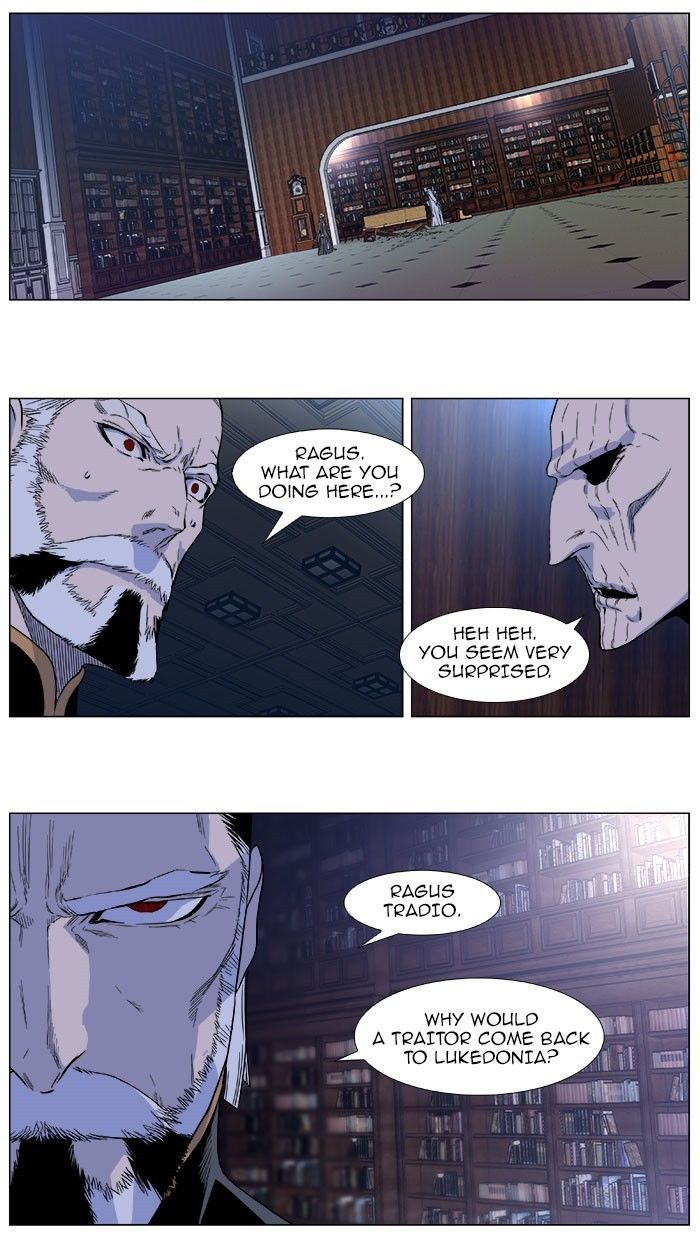 RAGUS.
WHAT ARE YOU
DOING HERE...?
HEH HEH.
YOU SEEM VERY
SURPRISED.
RAGUS
TRADIO.
WHY WOULD
A TRAITOR COME BACK
TO LUKEDONIA?